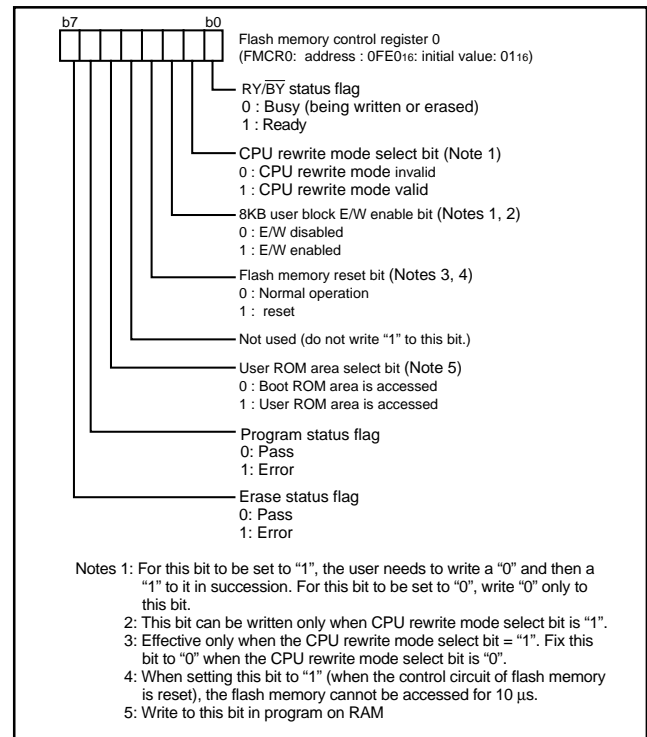 b7 b0
Flash memory control register 0
(FMCR0: address : 0FE016: initial value: 0116)
RY/BY status flag
0 : Busy (being written or erased)
1 : Ready
CPU rewrite mode select bit (Note 1)
0 : CPU rewrite mode invalid
1 : CPU rewrite mode valid
8KB user block E/W enable bit (Notes 1, 2)
0 : E/W disabled
1 : E/W enabled
Flash memory reset bit (Notes 3, 4)
0 : Normal operation
1 : reset
Not used (do not write “1” to this bit.)
User ROM area select bit (Note 5)
0 : Boot ROM area is accessed
1 : User ROM area is accessed
Program status flag
0: Pass
1: Error
Erase status flag
0: Pass
1: Error
Notes 1: For this bit to be set to “1”, the user needs to write a “0” and then a
“1” to it in succession. For this bit to be set to “0”, write “0” only to
this bit.
2: This bit can be written only when CPU rewrite mode select bit is “1”.
3: Effective only when the CPU rewrite mode select bit = “1”. Fix this
bit to “0” when the CPU rewrite mode select bit is “0”.
4: When setting this bit to “1” (when the control circuit of flash memory
is reset), the flash memory cannot be accessed for 10 μs.
5: Write to this bit in program on RAM